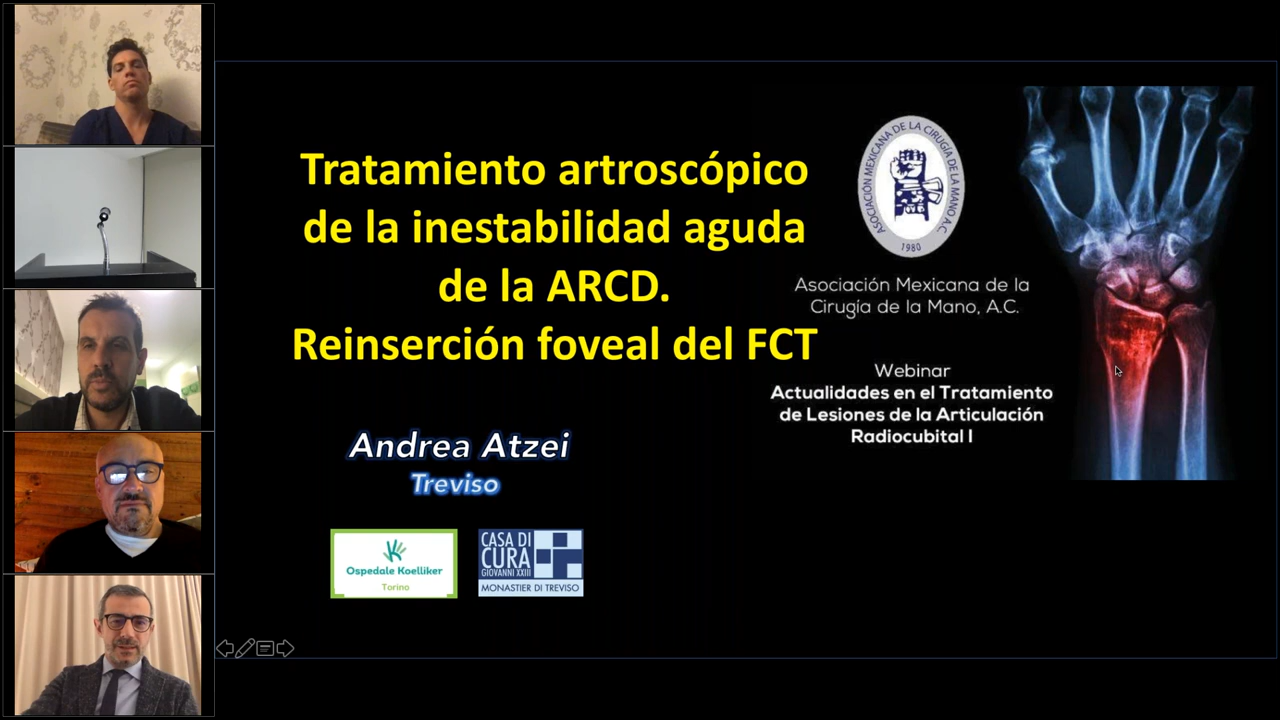 Tratamiento artroscópico
de la inestabilidad aguda
de la ARCD.
Reinserción foveal del FCT
Andrea Atzei
Treviso
Ospedale Koelliker
Torino
CASA DI
CURA
GIOVANNI XXIII
MONASTIER DI TREVISO
ASOCIACIÓN MEXICANA DE LA CIRUGÍA DE LA MANO A.C.
1980
Asociación Mexicana de la
Cirugía de la Mano, A.C.
Webinar
Actualidades en el Tratamiento
de Lesiones de la Articulación
Radiocubital I